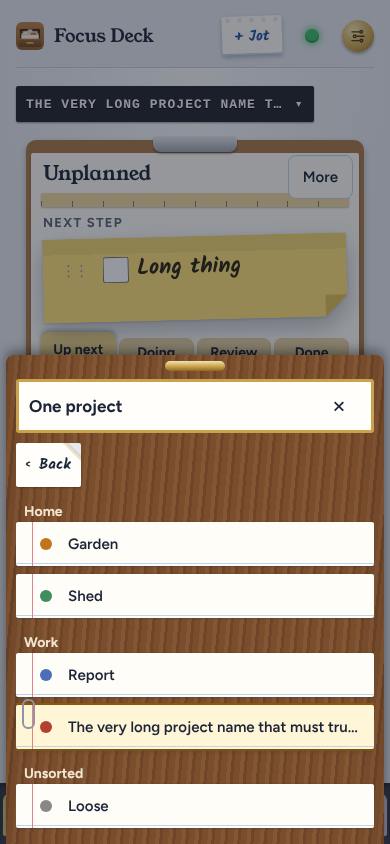 Focus Deck
+ Jot
THE VERY LONG PROJECT NAME T… ▾
Unplanned
More
NEXT STEP
Long thing
Up next
Doing
Review
Done
One project
×
‹ Back
Home
Garden
Shed
Work
Report
The very long project name that must tru…
Unsorted
Loose